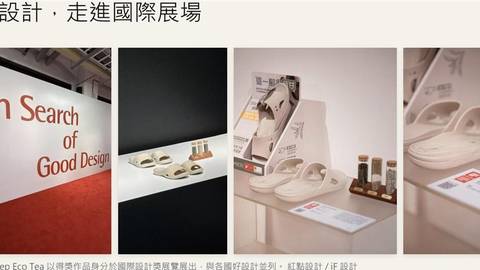 設計，走進國際展場
n Search
of
Good Design
ep Eco Tea 以得獎作品身分於國際設計獎展覽展出，與各國好設計並列。 紅點設計 / iF 設計